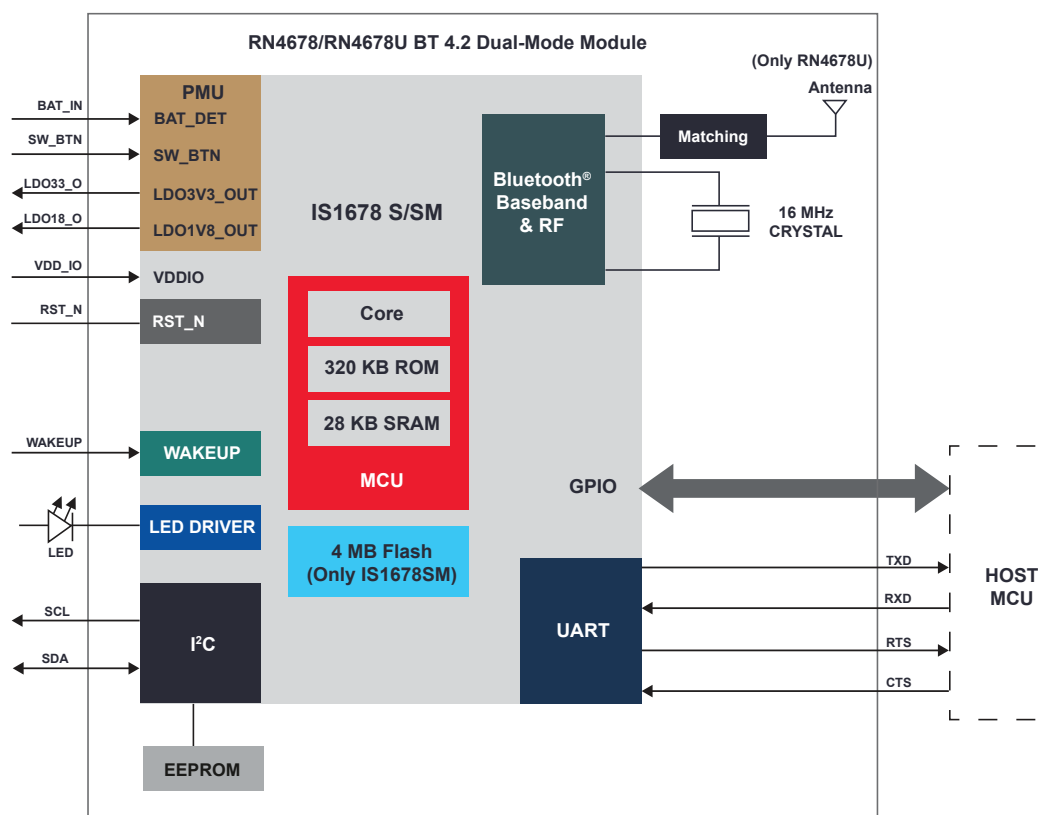 RN4678/RN4678U BT 4.2 Dual-Mode Module
(Only RN4678U)
Antenna
Matching
BAT_IN
SW_BTN
LDO33_O
LDO18_O
VDD_IO
RST_N
WAKEUP
LED
SCL
SDA
PMU
BAT_DET
SW_BTN
LDO3V3_OUT
LDO1V8_OUT
VDDIO
RST_N
WAKEUP
LED DRIVER
I²C
EEPROM
IS1678 S/SM
Core
320 KB ROM
28 KB SRAM
MCU
4 MB Flash
(Only IS1678SM)
Bluetooth®
Baseband
& RF
16 MHz
CRYSTAL
GPIO
UART
TXD
RXD
RTS
CTS
HOST
MCU